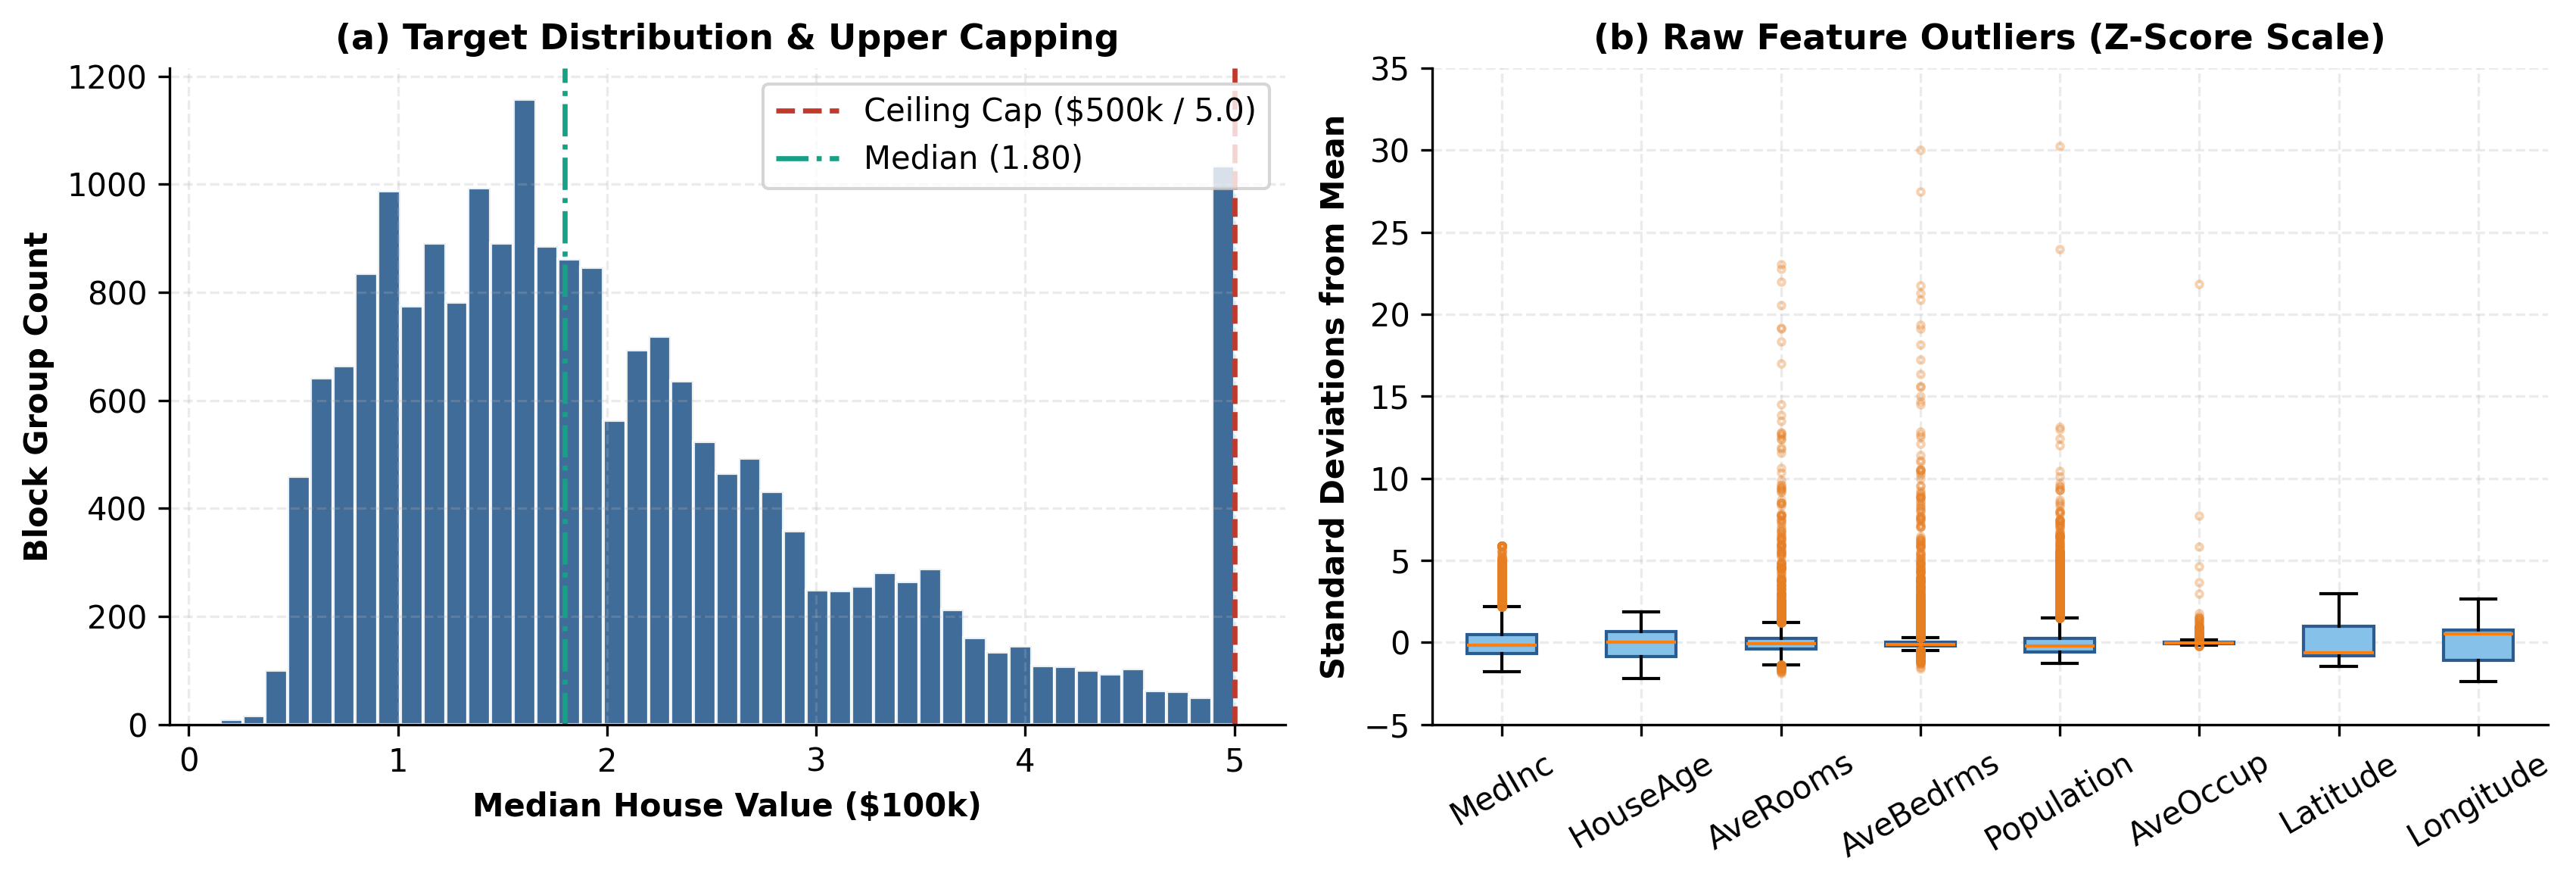 (a) Target Distribution & Upper Capping
1200
1000
800
600
400
200
0
Block Group Count
Ceiling Cap ($500k / 5.0)
Median (1.80)
0 1 2 3 4 5
Median House Value ($100k)
(b) Raw Feature Outliers (Z-Score Scale)
35
30
25
20
15
10
5
0
−5
Standard Deviations from Mean
MedInc
HouseAge
AveRooms
AveBedrms
Population
AveOccup
Latitude
Longitude